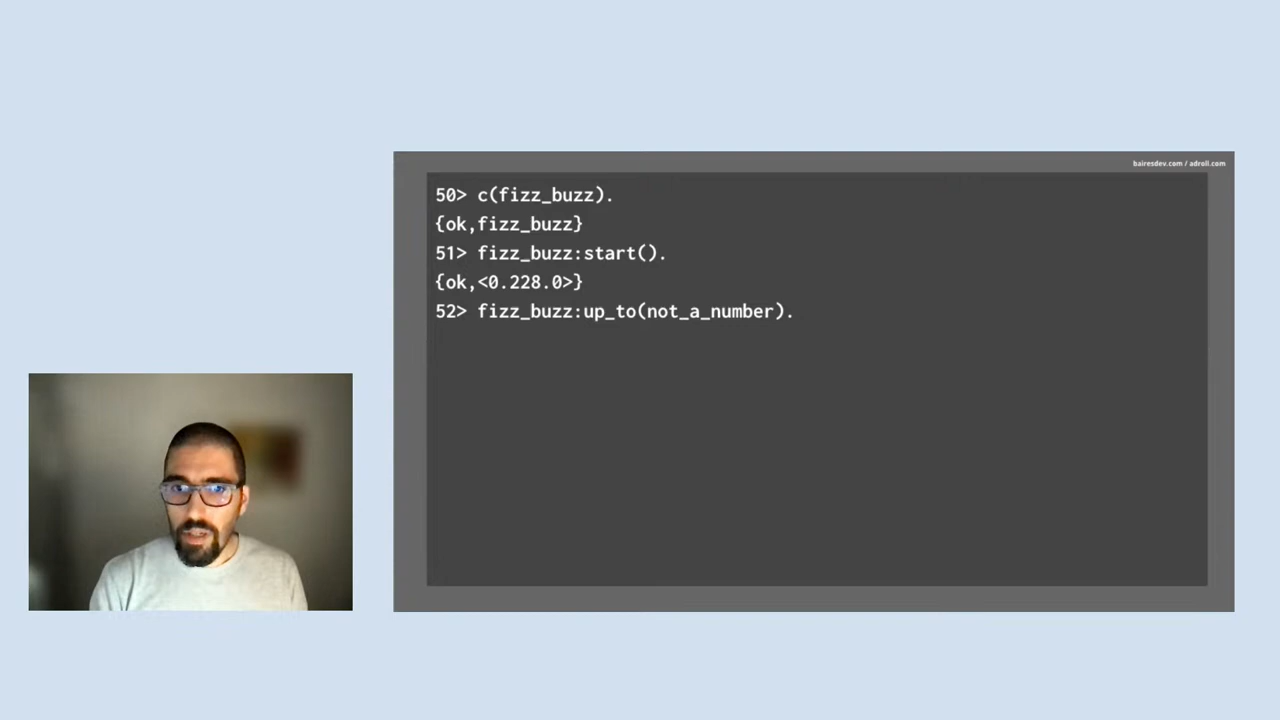 bairesdev.com / adroll.com
50> c(fizz_buzz).
{ok,fizz_buzz}
51> fizz_buzz:start().
{ok,<0.228.0>}
52> fizz_buzz:up_to(not_a_number).